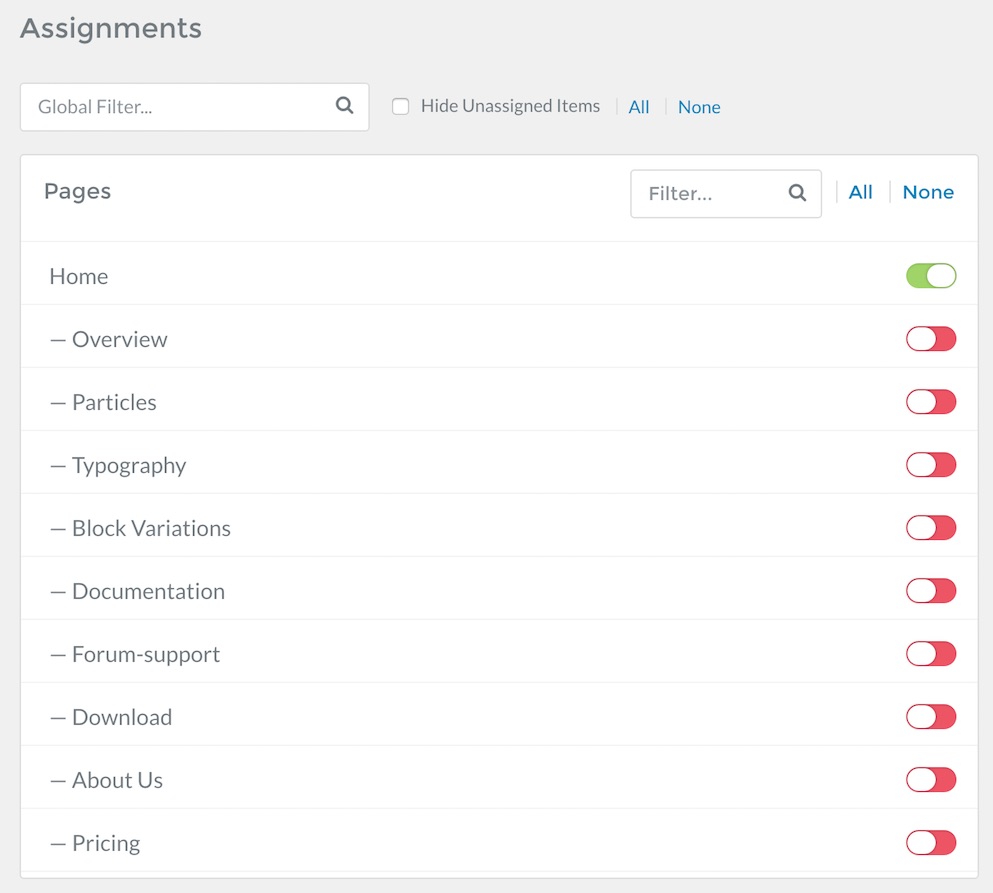 Assignments
Global Filter... Hide Unassigned Items All None
Pages Filter... All None
Home
— Overview
— Particles
— Typography
— Block Variations
— Documentation
— Forum-support
— Download
— About Us
— Pricing